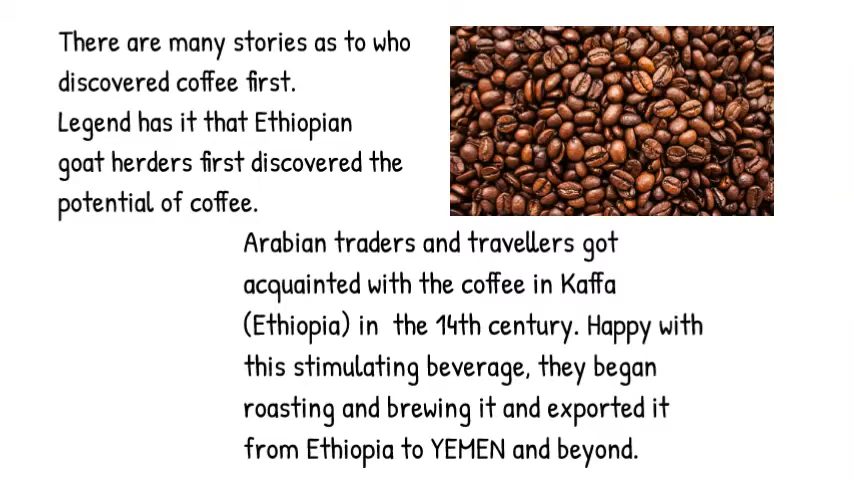 There are many stories as to who
discovered coffee first.
Legend has it that Ethiopian
goat herders first discovered the
potential of coffee.
Arabian traders and travellers got
acquainted with the coffee in Kaffa
(Ethiopia) in  the 14th century. Happy with
this stimulating beverage, they began
roasting and brewing it and exported it
from Ethiopia to YEMEN and beyond.